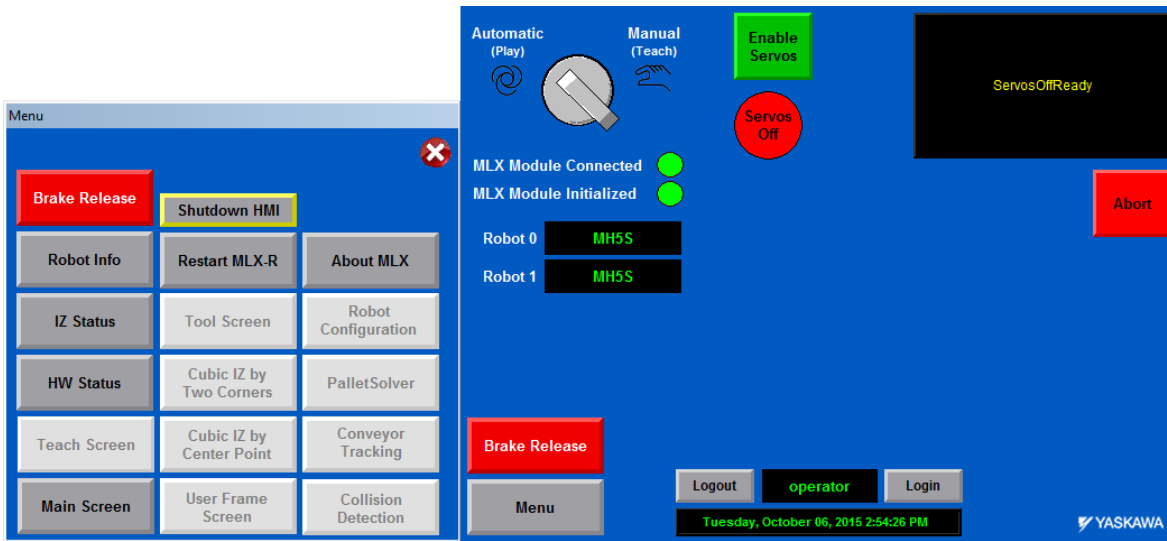 Menu
Brake Release
Shutdown HMI
Robot Info
Restart MLX-R
About MLX
IZ Status
Tool Screen
Robot
Configuration
HW Status
Cubic IZ by
Two Corners
PalletSolver
Teach Screen
Cubic IZ by
Center Point
Conveyor
Tracking
Main Screen
User Frame
Screen
Collision
Detection
Automatic
(Play)
Manual
(Teach)
Enable
Servos
Servos
Off
ServosOffReady
MLX Module Connected
MLX Module Initialized
Abort
Robot 0 MH5S
Robot 1 MH5S
Brake Release
Menu
Logout operator Login
Tuesday, October 06, 2015 2:54:26 PM
YASKAWA